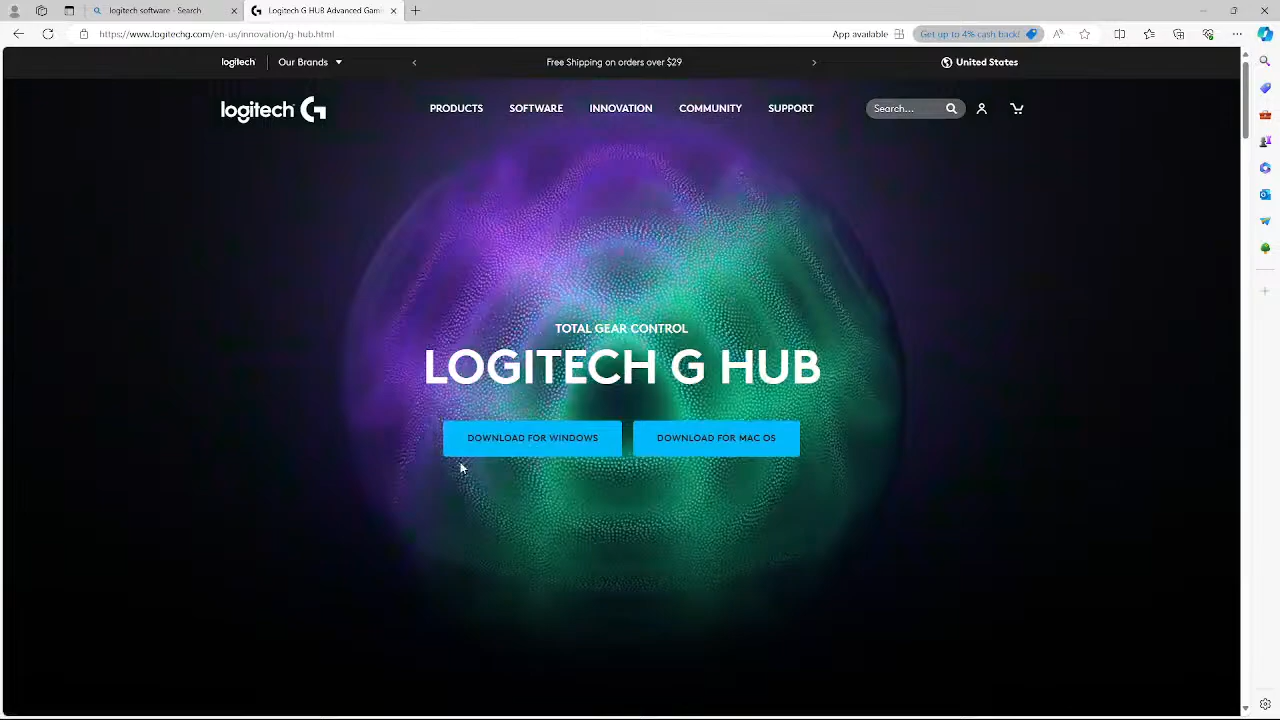 logitech software - Search
Logitech G HUB Advanced Gami
https://www.logitechg.com/en-us/innovation/g-hub.html
App available
Get up to 4% cash back!
logitech
Our Brands
Free Shipping on orders over $29
United States
logitech G
PRODUCTS
SOFTWARE
INNOVATION
COMMUNITY
SUPPORT
Search...
TOTAL GEAR CONTROL
LOGITECH G HUB
DOWNLOAD FOR WINDOWS
DOWNLOAD FOR MAC OS